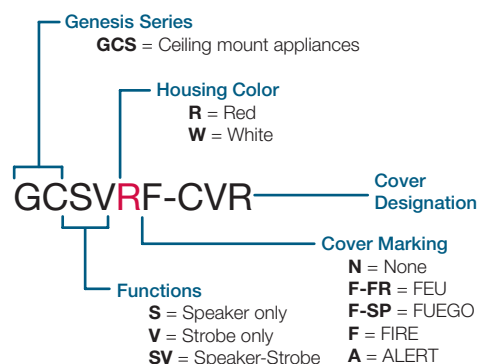 Genesis Series
GCS = Ceiling mount appliances
Housing Color
R = Red
W = White
GCSVRF-CVR
Cover
Designation
Cover Marking
N = None
F-FR = FEU
F-SP = FUEGO
F = FIRE
A = ALERT
Functions
S = Speaker only
V = Strobe only
SV = Speaker-Strobe